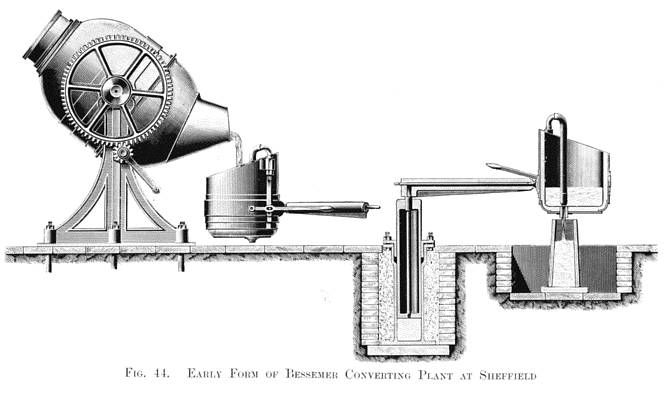 Fig. 44. Early Form of Bessemer Converting Plant at Sheffield